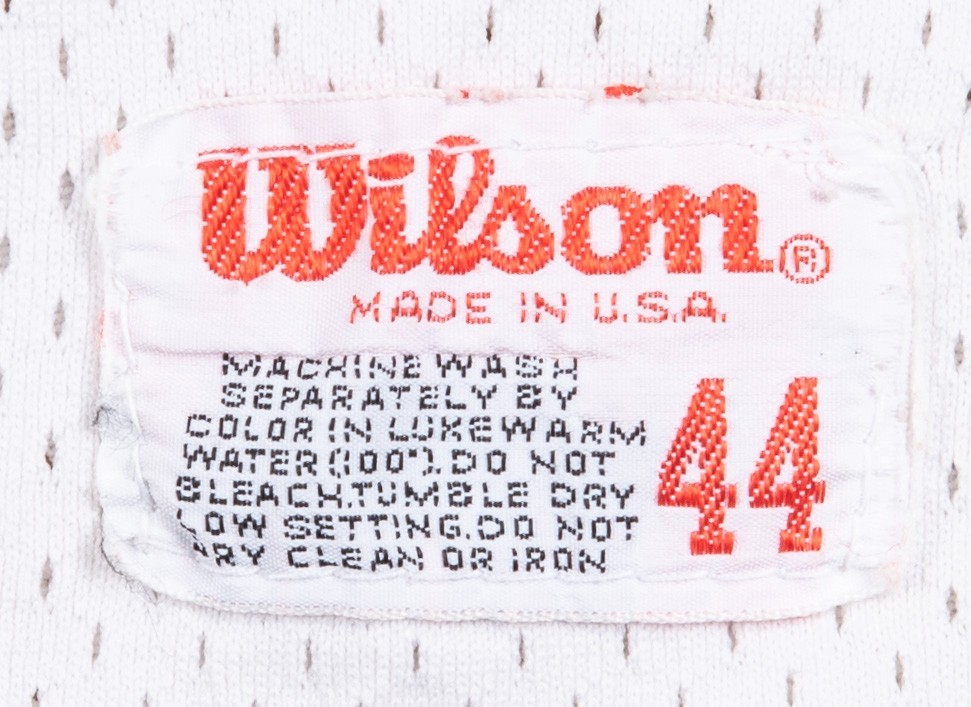 Wilson®
MADE IN U.S.A.
MACHINE WASH
SEPARATELY BY
COLOR IN LUKEWARM
WATER (100°). DO NOT
BLEACH, TUMBLE DRY
LOW SETTING. DO NOT
DRY CLEAN OR IRON
44